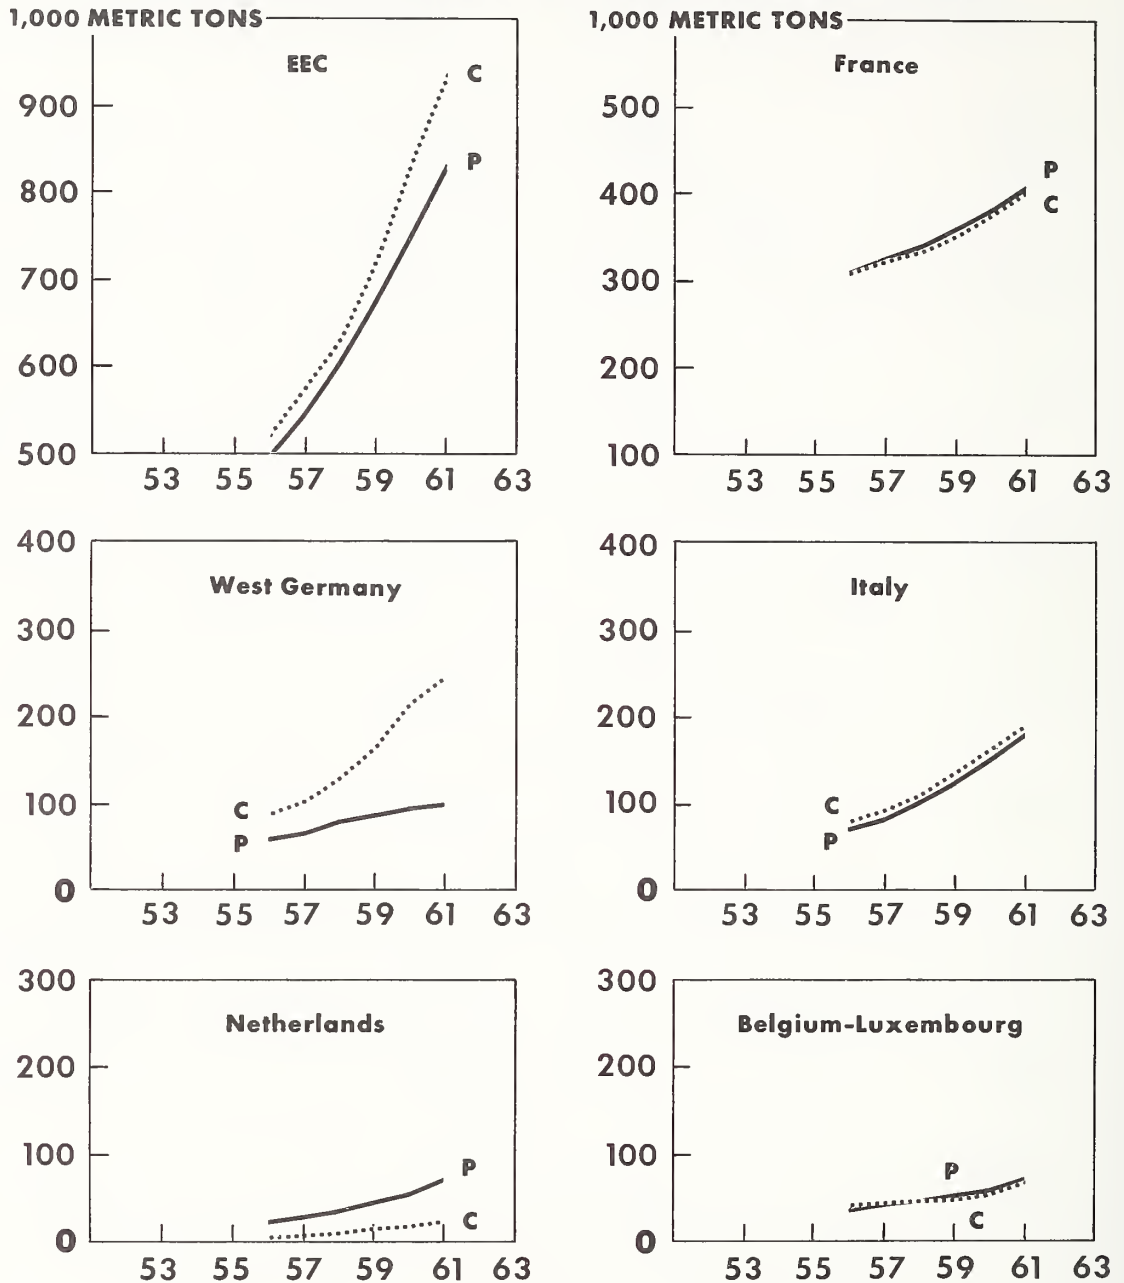 1,000 METRIC TONS
EEC
C
P
900
800
700
600
500
53 55 57 59 61 63
1,000 METRIC TONS
France
P
C
500
400
300
200
100
53 55 57 59 61 63
400
West Germany
300
200
C
100
P
0
53 55 57 59 61 63
400
Italy
300
200
C
100
P
0
53 55 57 59 61 63
300
Netherlands
200
100
P
C
0
53 55 57 59 61 63
300
Belgium-Luxembourg
200
100
P
C
0
53 55 57 59 61 63